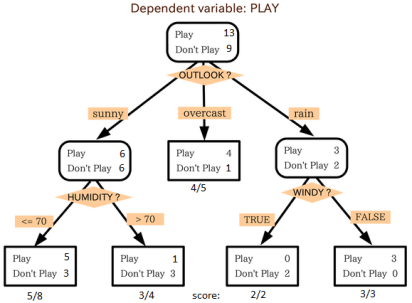 Dependent variable: PLAY
Play 13
Don't Play 9
OUTLOOK ?
sunny
overcast
rain
Play 6
Don't Play 6
Play 4
Don't Play 1
Play 3
Don't Play 2
4/5
HUMIDITY ?
WINDY ?
<= 70
> 70
TRUE
FALSE
Play 5
Don't Play 3
Play 1
Don't Play 3
Play 0
Don't Play 2
Play 3
Don't Play 0
5/8
3/4
score:
2/2
3/3